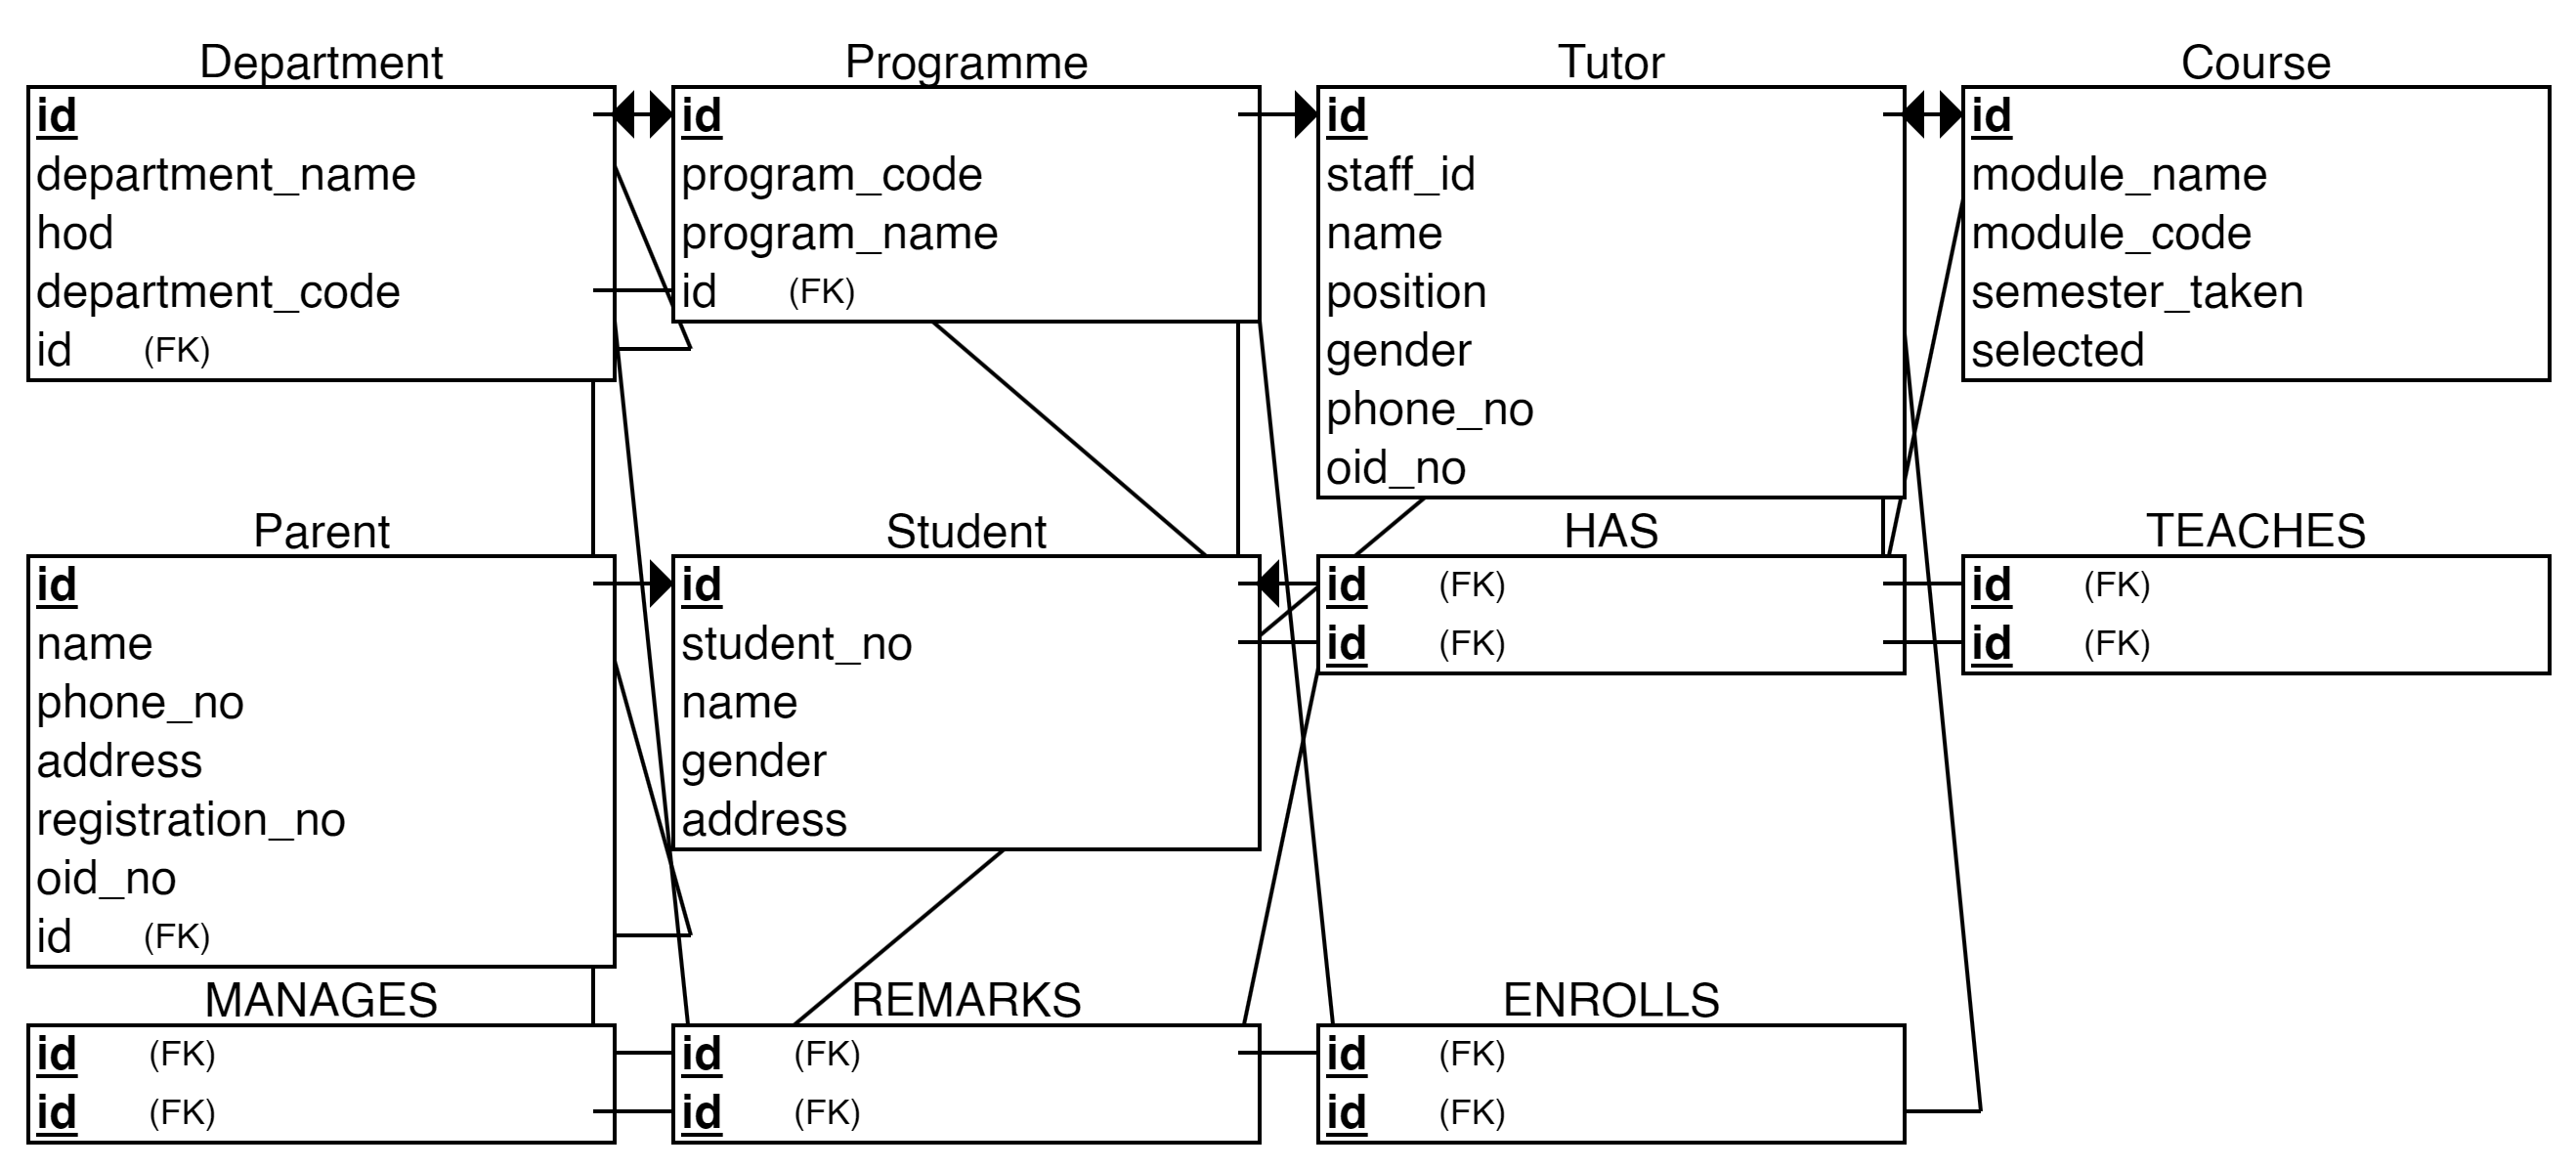 Department
id
department_name
hod
department_code
id (FK)
Programme
id
program_code
program_name
id (FK)
Tutor
id
staff_id
name
position
gender
phone_no
oid_no
Course
id
module_name
module_code
semester_taken
selected
Parent
id
name
phone_no
address
registration_no
oid_no
id (FK)
Student
id
student_no
name
gender
address
HAS
id (FK)
id (FK)
TEACHES
id (FK)
id (FK)
MANAGES
id (FK)
id (FK)
REMARKS
id (FK)
id (FK)
ENROLLS
id (FK)
id (FK)